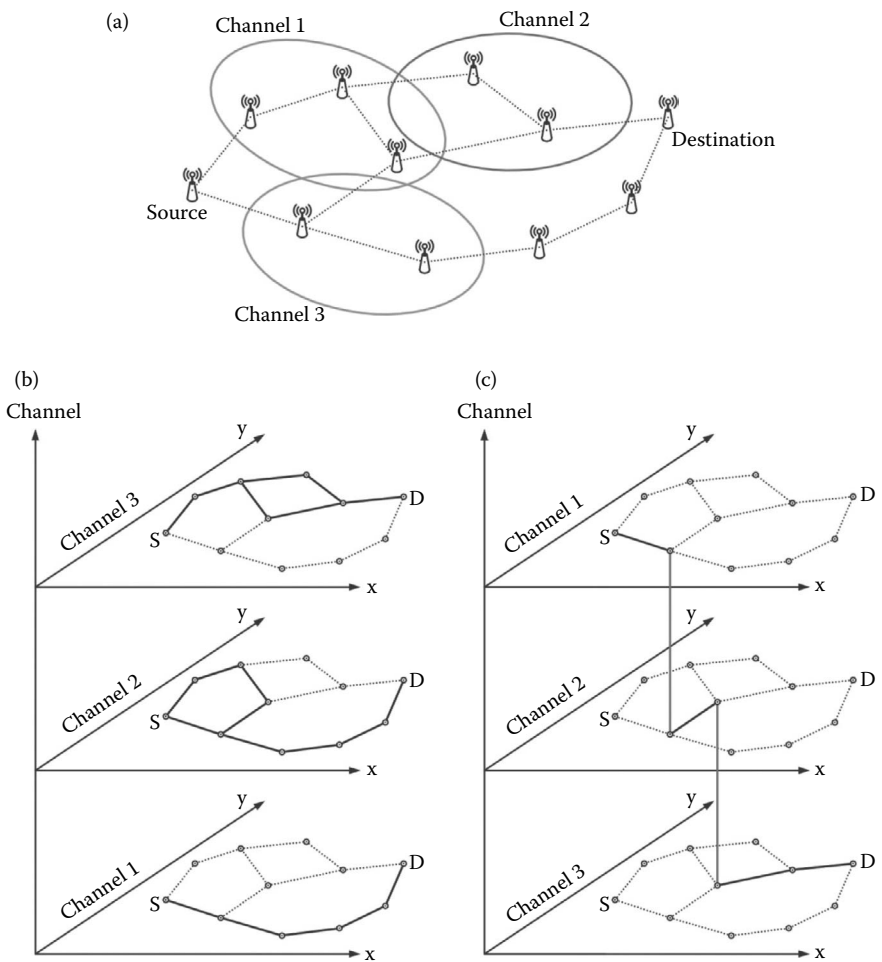 (a)
Channel 1
Channel 2
Source
Destination
Channel 3
(b)
Channel
y
Channel 3
S
D
x
y
Channel 2
S
D
x
y
Channel 1
S
D
x
(c)
Channel
y
Channel 1
S
D
x
y
Channel 2
S
D
x
y
Channel 3
S
D
x